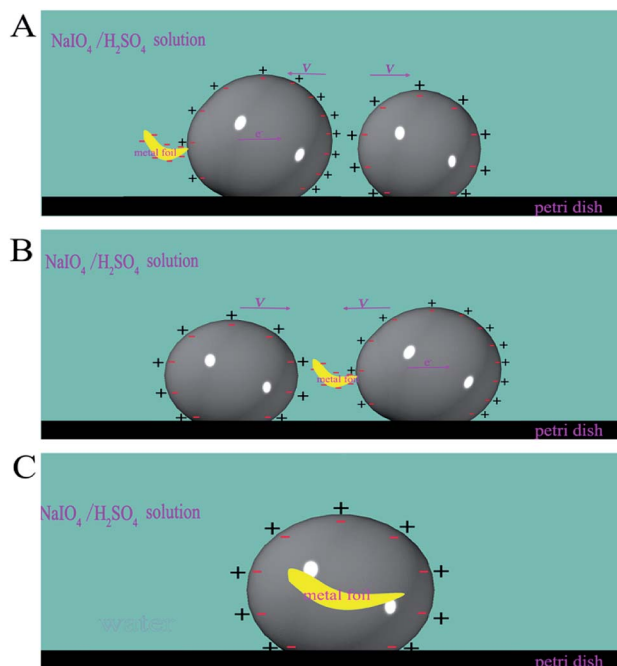 A
NaIO₄/H₂SO₄ solution
V
V
e⁻
metal foil
petri dish
B
NaIO₄/H₂SO₄ solution
V
V
metal foil
e⁻
petri dish
C
NaIO₄/H₂SO₄ solution
metal foil
water
petri dish